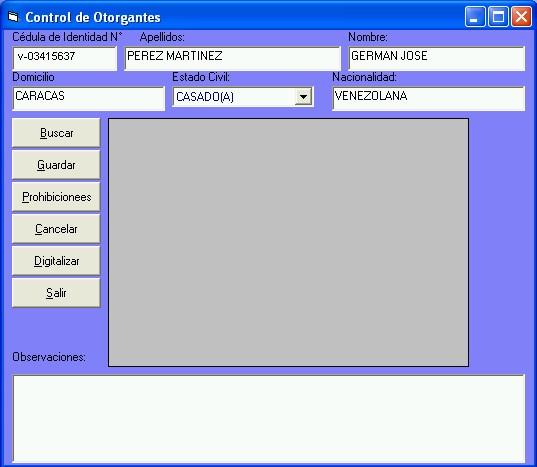 Control de Otorgantes
Cédula de Identidad N° Apellidos: Nombre:
v-03415637 PEREZ MARTINEZ GERMAN JOSE
Domicilio Estado Civil: Nacionalidad:
CARACAS CASADO(A) VENEZOLANA
Buscar
Guardar
Prohibicionees
Cancelar
Digitalizar
Salir
Observaciones: